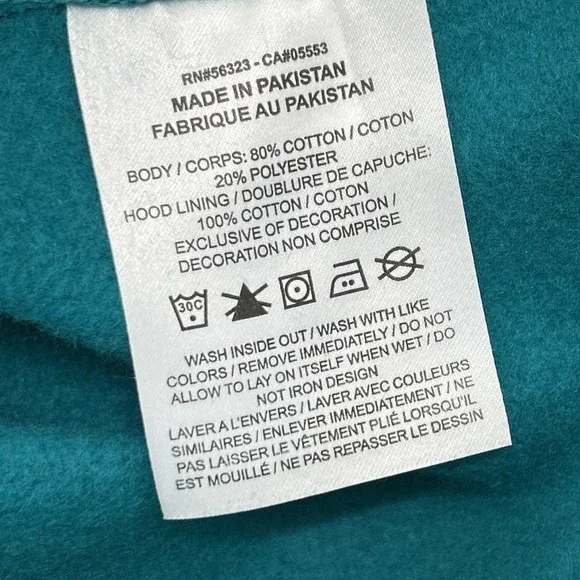 RN#56323 - CA#05553
MADE IN PAKISTAN
FABRIQUE AU PAKISTAN
BODY / CORPS: 80% COTTON / COTON
20% POLYESTER
HOOD LINING / DOUBLURE DE CAPUCHE:
100% COTTON / COTON
EXCLUSIVE OF DECORATION /
DECORATION NON COMPRISE
30C
WASH INSIDE OUT / WASH WITH LIKE
COLORS / REMOVE IMMEDIATELY / DO NOT
ALLOW TO LAY ON ITSELF WHEN WET / DO
NOT IRON DESIGN
LAVER A L'ENVERS / LAVER AVEC COULEURS
SIMILAIRES / ENLEVER IMMÉDIATEMENT / NE
PAS LAISSER LE VÊTEMENT PLIÉ LORSQU'IL
EST MOUILLÉ / NE PAS REPASSER LE DESSIN